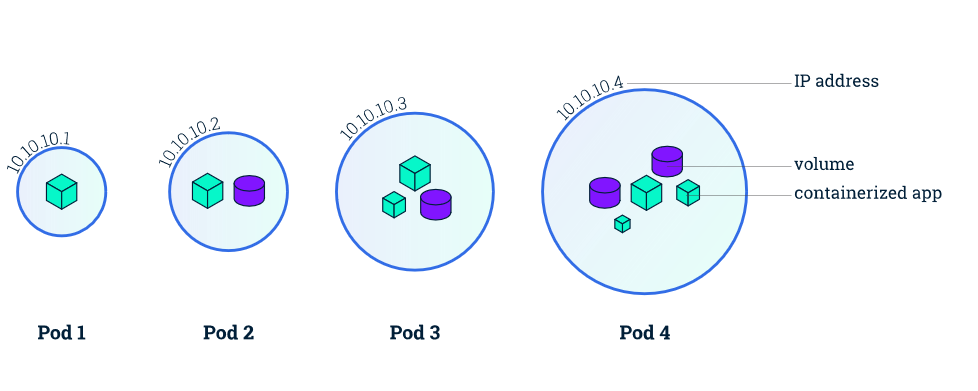 10.10.10.1
10.10.10.2
10.10.10.3
10.10.10.4
IP address
volume
containerized app
Pod 1
Pod 2
Pod 3
Pod 4